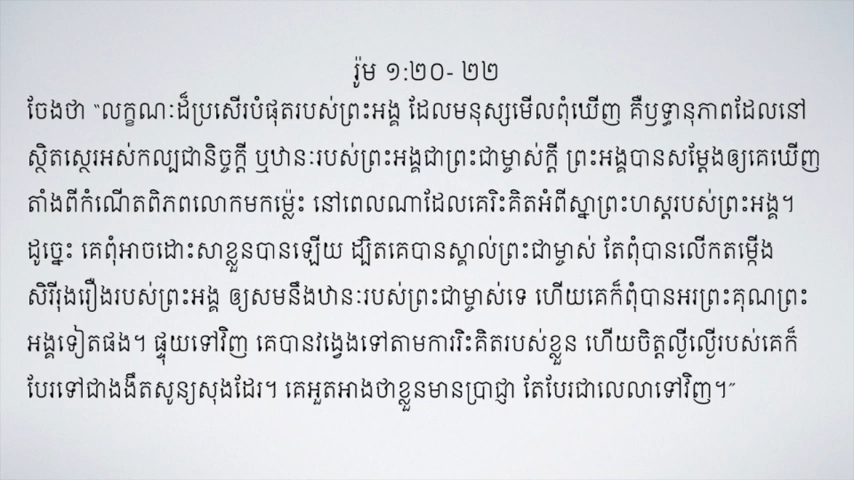 រ៉ូម ១:២០- ២២
ចែងថា “លក្ខណៈដ៏ប្រសើរបំផុតរបស់ព្រះអង្គ ដែលមនុស្សមើលពុំឃើញ គឺឫទ្ធានុភាពដែលនៅ
ស្ថិតស្ថេរអស់កល្បជានិច្ចក្ដី ឬឋានៈរបស់ព្រះអង្គជាព្រះជាម្ចាស់ក្ដី ព្រះអង្គបានសម្ដែងឲ្យគេឃើញ
តាំងពីកំណើតពិភពលោកមកម៉្លេះ នៅពេលណាដែលគេរិះគិតអំពីស្នាព្រះហស្ដរបស់ព្រះអង្គ។
ដូច្នេះ គេពុំអាចដោះសាខ្លួនបានឡើយ ដ្បិតគេបានស្គាល់ព្រះជាម្ចាស់ តែពុំបានលើកតម្កើង
សិរីរុងរឿងរបស់ព្រះអង្គ ឲ្យសមនឹងឋានៈរបស់ព្រះជាម្ចាស់ទេ ហើយគេក៏ពុំបានអរព្រះគុណព្រះ
អង្គទៀតផង។ ផ្ទុយទៅវិញ គេបានវង្វេងទៅតាមការរិះគិតរបស់ខ្លួន ហើយចិត្តល្ងីល្ងើរបស់គេក៏
បែរទៅជាងងឹតសូន្យសុងដែរ។ គេអួតអាងថាខ្លួនមានប្រាជ្ញា តែបែរជាលេលាទៅវិញ។”